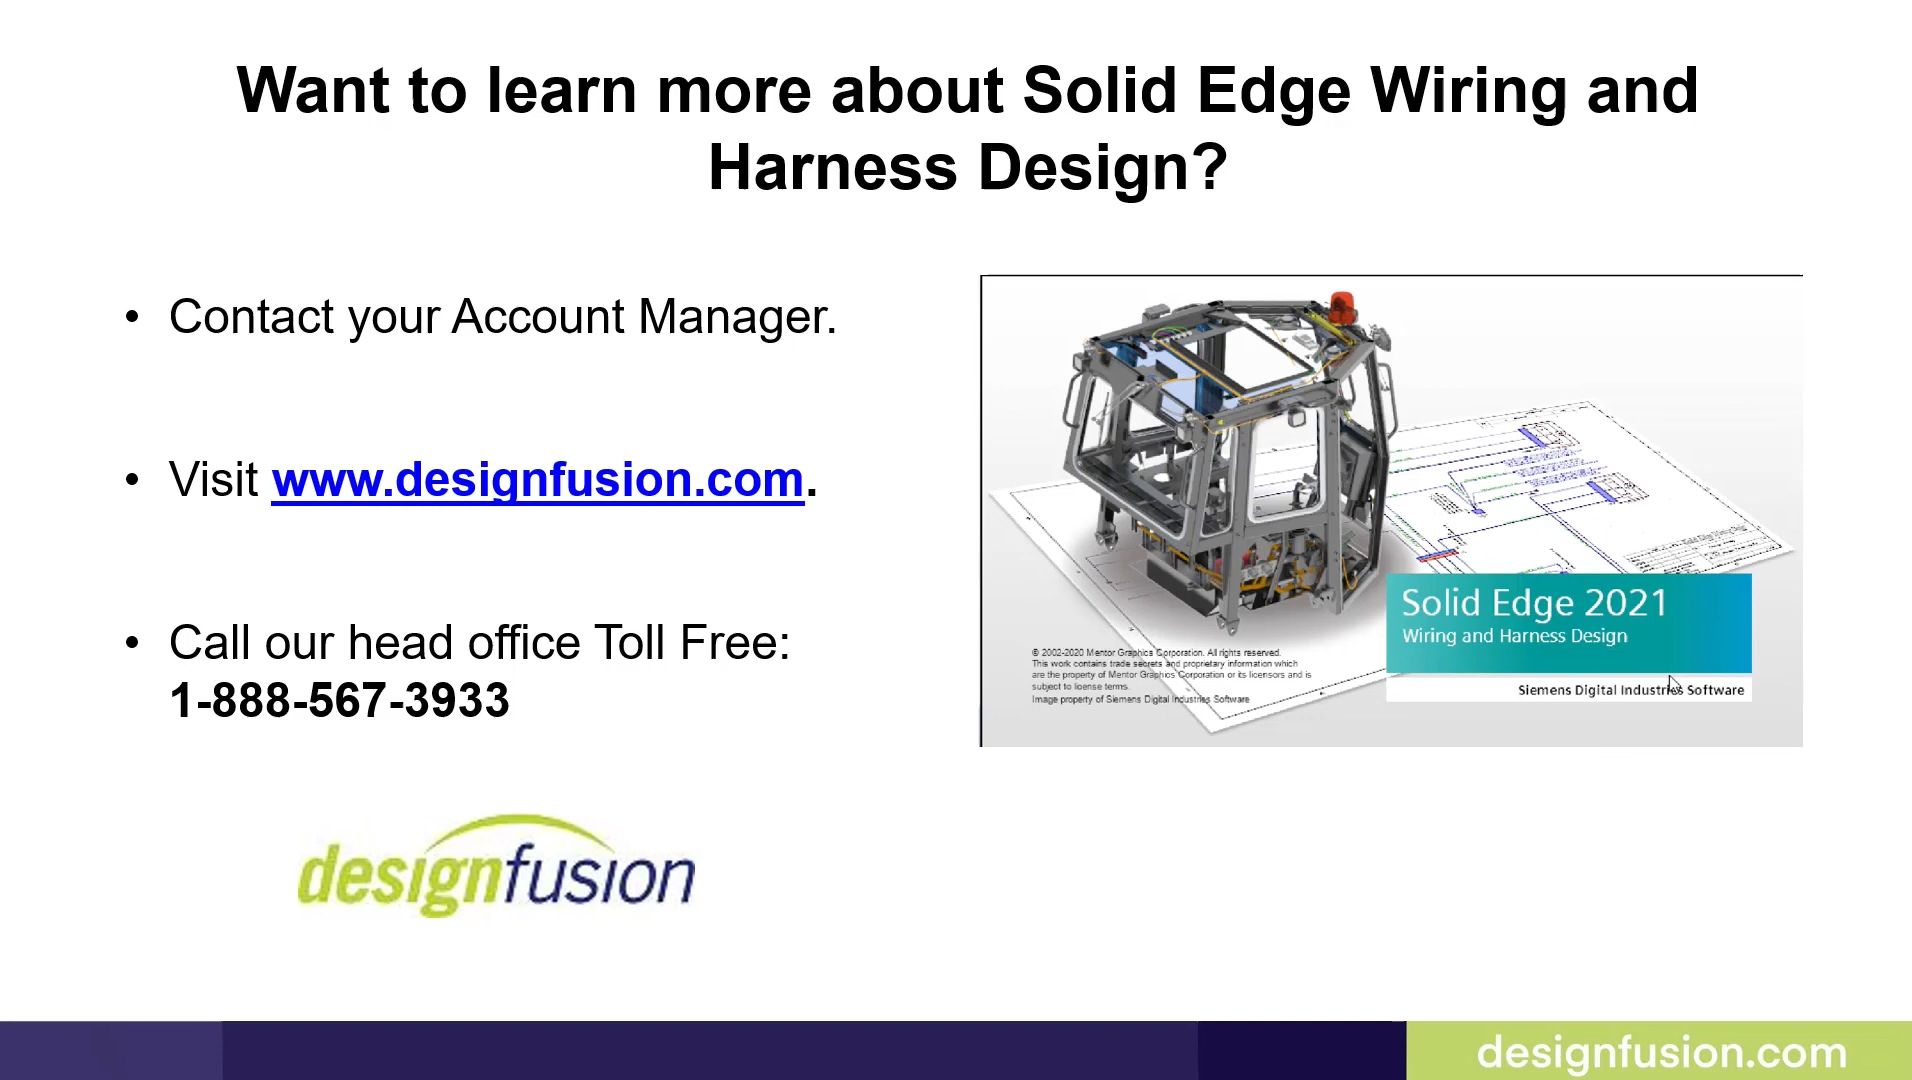 Want to learn more about Solid Edge Wiring and
Harness Design?
• Contact your Account Manager.
• Visit www.designfusion.com.
• Call our head office Toll Free:
1-888-567-3933
© 2002-2020 Mentor Graphics Corporation. All rights reserved.
This work contains trade secrets and proprietary information which
are the property of Mentor Graphics Corporation or its licensors and is
subject to license terms.
Image property of Siemens Digital Industries Software
Solid Edge 2021
Wiring and Harness Design
Siemens Digital Industries Software
designfusion
designfusion.com